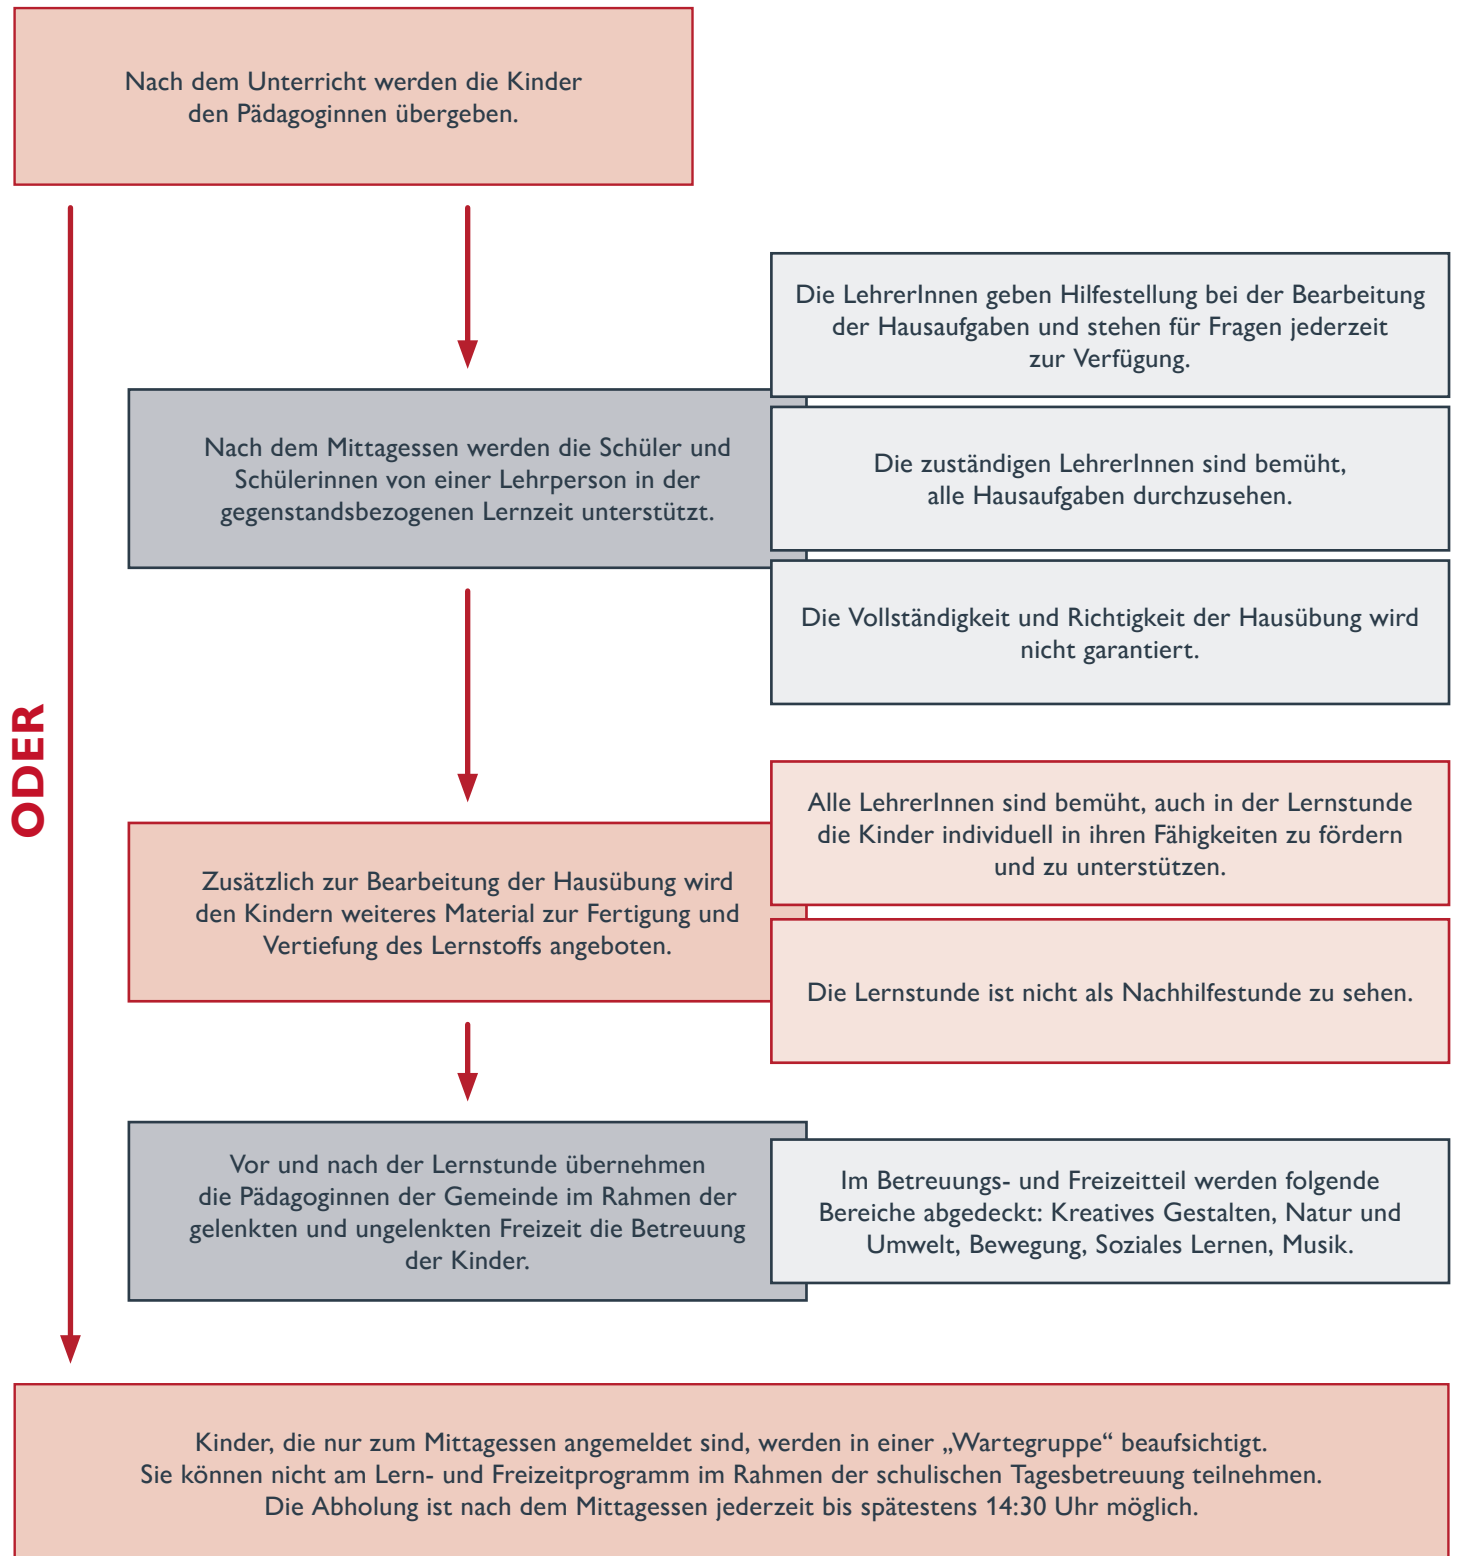 Nach dem Unterricht werden die Kinder
den Pädagoginnen übergeben.
Die LehrerInnen geben Hilfestellung bei der Bearbeitung
der Hausaufgaben und stehen für Fragen jederzeit
zur Verfügung.
Nach dem Mittagessen werden die Schüler und
Schülerinnen von einer Lehrperson in der
gegenstandsbezogenen Lernzeit unterstützt.
Die zuständigen LehrerInnen sind bemüht,
alle Hausaufgaben durchzusehen.
Die Vollständigkeit und Richtigkeit der Hausübung wird
nicht garantiert.
ODER
Alle LehrerInnen sind bemüht, auch in der Lernstunde
die Kinder individuell in ihren Fähigkeiten zu fördern
und zu unterstützen.
Zusätzlich zur Bearbeitung der Hausübung wird
den Kindern weiteres Material zur Fertigung und
Vertiefung des Lernstoffs angeboten.
Die Lernstunde ist nicht als Nachhilfestunde zu sehen.
Vor und nach der Lernstunde übernehmen
die Pädagoginnen der Gemeinde im Rahmen der
gelenkten und ungelenkten Freizeit die Betreuung
der Kinder.
Im Betreuungs- und Freizeitteil werden folgende
Bereiche abgedeckt: Kreatives Gestalten, Natur und
Umwelt, Bewegung, Soziales Lernen, Musik.
Kinder, die nur zum Mittagessen angemeldet sind, werden in einer „Wartegruppe“ beaufsichtigt.
Sie können nicht am Lern- und Freizeitprogramm im Rahmen der schulischen Tagesbetreuung teilnehmen.
Die Abholung ist nach dem Mittagessen jederzeit bis spätestens 14:30 Uhr möglich.